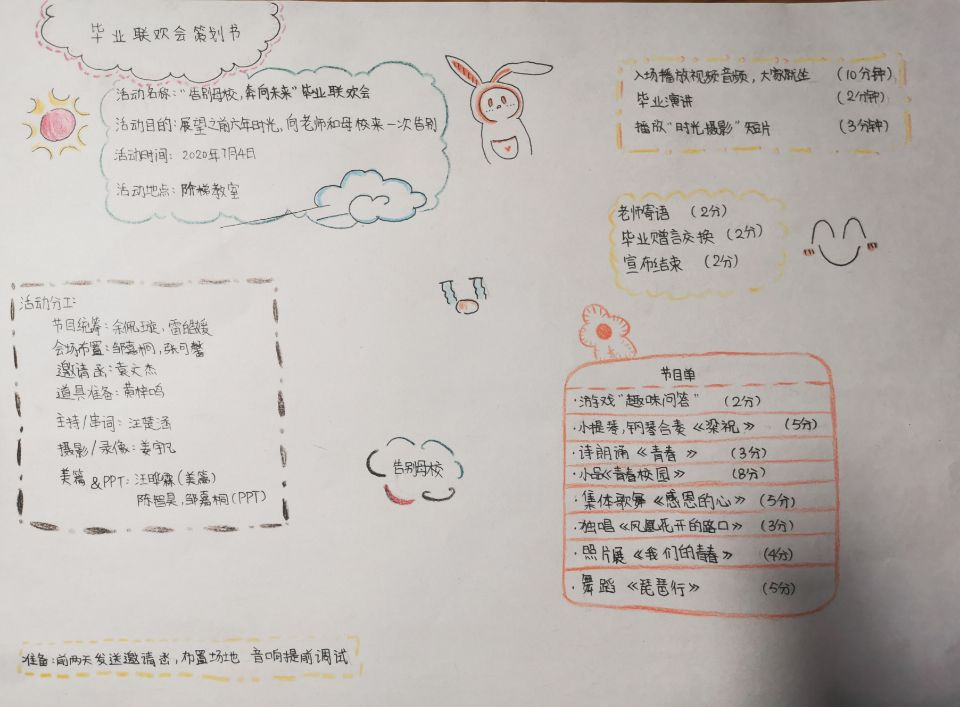 毕业联欢会策划书
活动名称："告别母校，奔向未来"毕业联欢会
活动目的：展望之前六年时光，向老师和母校来一次告别
活动时间：2020年7月4日
活动地点：阶梯教室
入场播放视频音频，大家就坐 （10分钟）
毕业演讲 （2分钟）
播放"时光摄影"短片 （3分钟）
老师寄语 （2分）
毕业赠言交换 （2分）
宣布结束 （2分）
活动分工：
节目统筹：余佩璇，雷皓媛
会场布置：邹嘉桐，张可馨
邀请函：袁文杰
道具准备：黄梓鸣
主持/串词：汪楚涵
摄影/录像：姜宇
美篇&PPT：汪晔霖（美篇）
陈智昊，邹嘉桐（PPT）
告别母校
节目单
·游戏"趣味问答" （2分）
·小提琴，钢琴合奏《梁祝》 （5分）
·诗朗诵《青春》 （3分）
·小品《青春校园》 （8分）
·集体歌舞《感恩的心》 （5分）
·独唱《凤凰花开的路口》 （3分）
·照片展《我们的青春》 （4分）
·舞蹈《琵琶行》 （5分）
准备：前两天发送邀请函，布置场地 音响提前调试